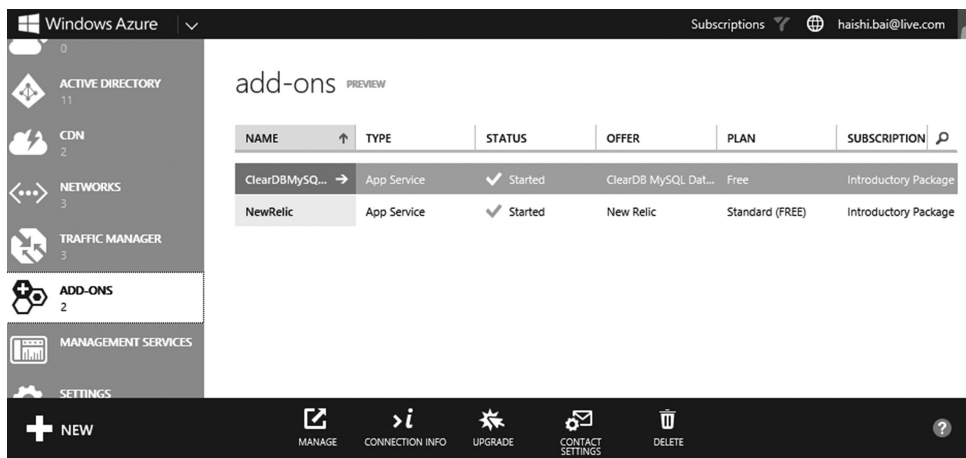 Windows Azure
Subscriptions
haishi.bai@live.com
0
ACTIVE DIRECTORY
11
CDN
2
NETWORKS
3
TRAFFIC MANAGER
3
ADD-ONS
2
MANAGEMENT SERVICES
SETTINGS
add-ons PREVIEW
NAME TYPE STATUS OFFER PLAN SUBSCRIPTION
ClearDBMySQ... App Service Started ClearDB MySQL Dat... Free Introductory Package
NewRelic App Service Started New Relic Standard (FREE) Introductory Package
NEW
MANAGE
CONNECTION INFO
UPGRADE
CONTACT
SETTINGS
DELETE
?